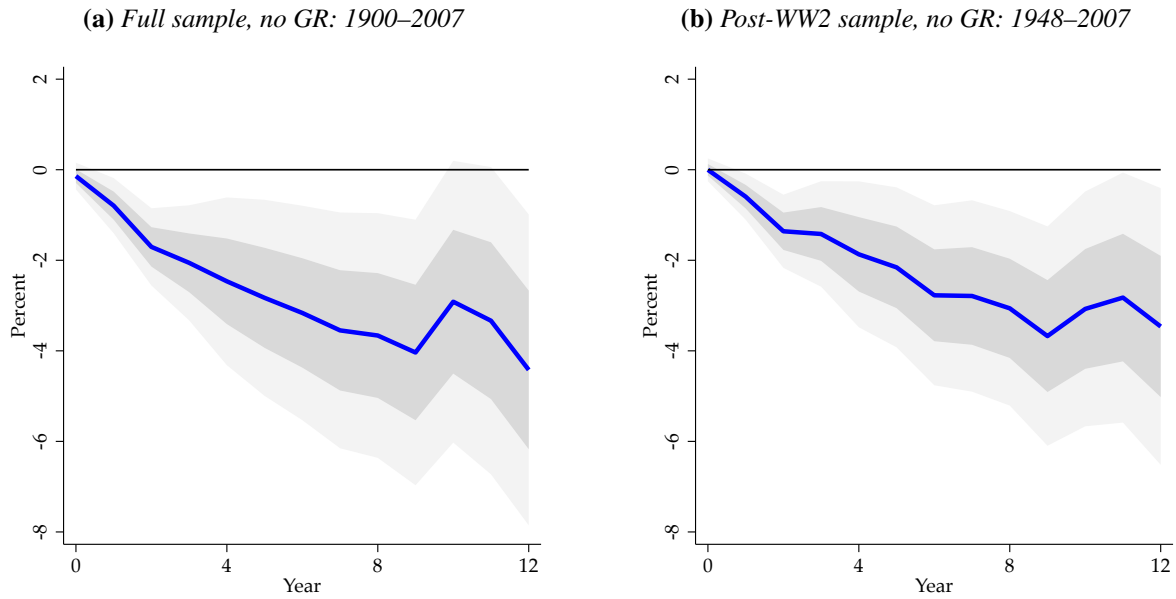 (a) Full sample, no GR: 1900–2007
2
0
-2
-4
-6
-8
Percent
0 4 8 12
Year
(b) Post-WW2 sample, no GR: 1948–2007
2
0
-2
-4
-6
-8
Percent
0 4 8 12
Year